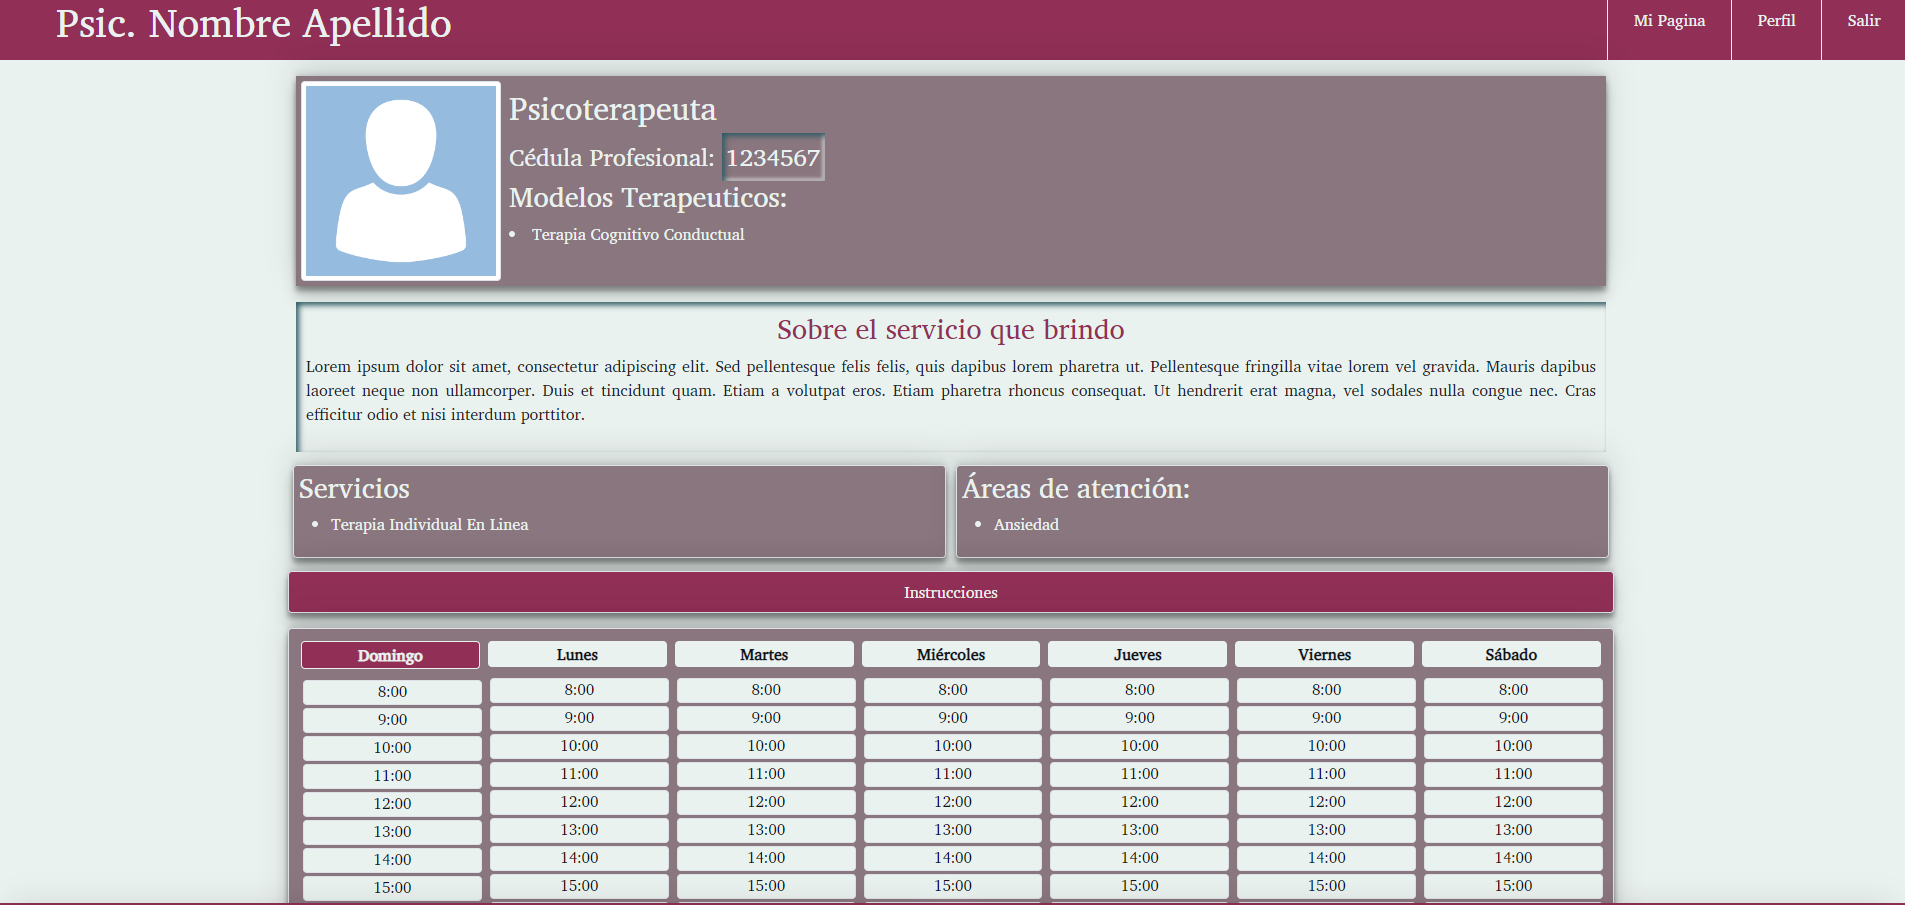 Psic. Nombre Apellido
Mi Pagina Perfil Salir
Psicoterapeuta
Cédula Profesional: 1234567
Modelos Terapeuticos:
• Terapia Cognitivo Conductual
Sobre el servicio que brindo
Lorem ipsum dolor sit amet, consectetur adipiscing elit. Sed pellentesque felis felis, quis dapibus lorem pharetra ut. Pellentesque fringilla vitae lorem vel gravida. Mauris dapibus
laoreet neque non ullamcorper. Duis et tincidunt quam. Etiam a volutpat eros. Etiam pharetra rhoncus consequat. Ut hendrerit erat magna, vel sodales nulla congue nec. Cras
efficitur odio et nisi interdum porttitor.
Servicios
• Terapia Individual En Linea
Áreas de atención:
• Ansiedad
Instrucciones
Domingo Lunes Martes Miércoles Jueves Viernes Sábado
8:00 8:00 8:00 8:00 8:00 8:00 8:00
9:00 9:00 9:00 9:00 9:00 9:00 9:00
10:00 10:00 10:00 10:00 10:00 10:00 10:00
11:00 11:00 11:00 11:00 11:00 11:00 11:00
12:00 12:00 12:00 12:00 12:00 12:00 12:00
13:00 13:00 13:00 13:00 13:00 13:00 13:00
14:00 14:00 14:00 14:00 14:00 14:00 14:00
15:00 15:00 15:00 15:00 15:00 15:00 15:00